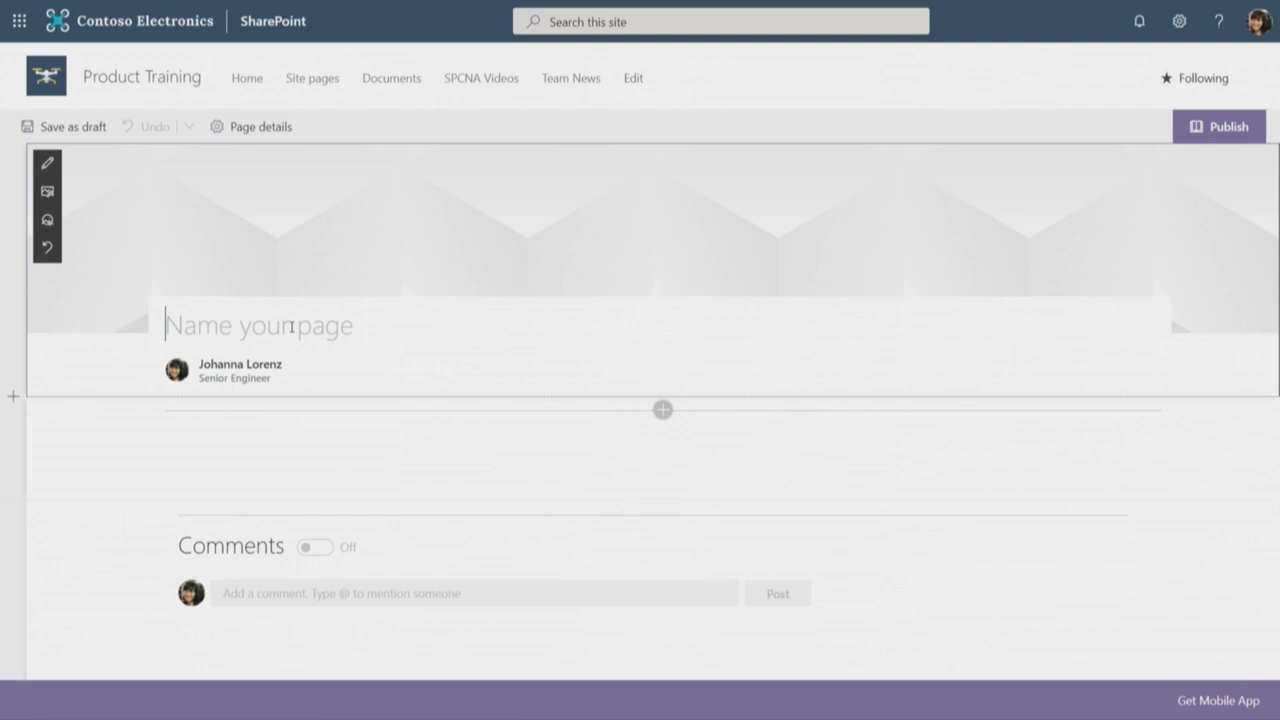 Contoso Electronics
SharePoint
Search this site
?
Product Training
Home
Site pages
Documents
SPCNA Videos
Team News
Edit
★ Following
Save as draft
Undo
Page details
Publish
Name your page
Johanna Lorenz
Senior Engineer
Comments
Off
Add a comment. Type @ to mention someone
Post
Get Mobile App